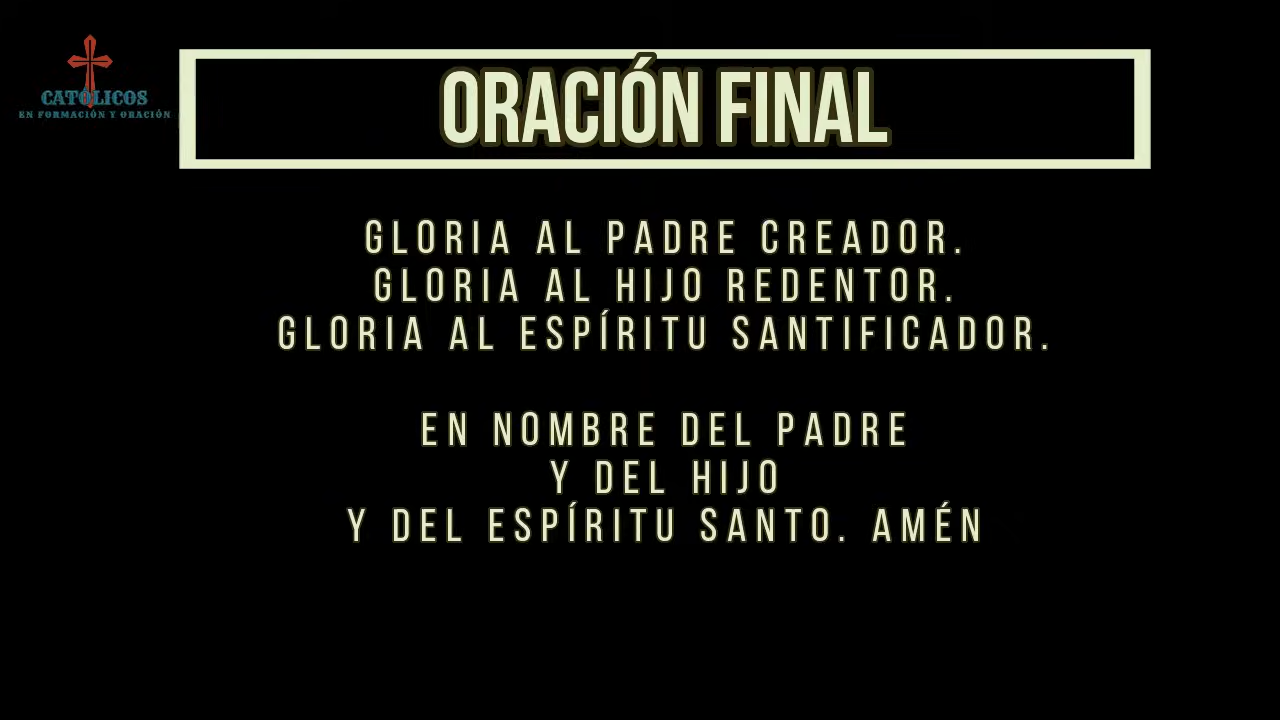 CATÓLICOS
EN FORMACIÓN Y ORACIÓN
ORACIÓN FINAL
GLORIA AL PADRE CREADOR.
GLORIA AL HIJO REDENTOR.
GLORIA AL ESPÍRITU SANTIFICADOR.
EN NOMBRE DEL PADRE
Y DEL HIJO
Y DEL ESPÍRITU SANTO. AMÉN